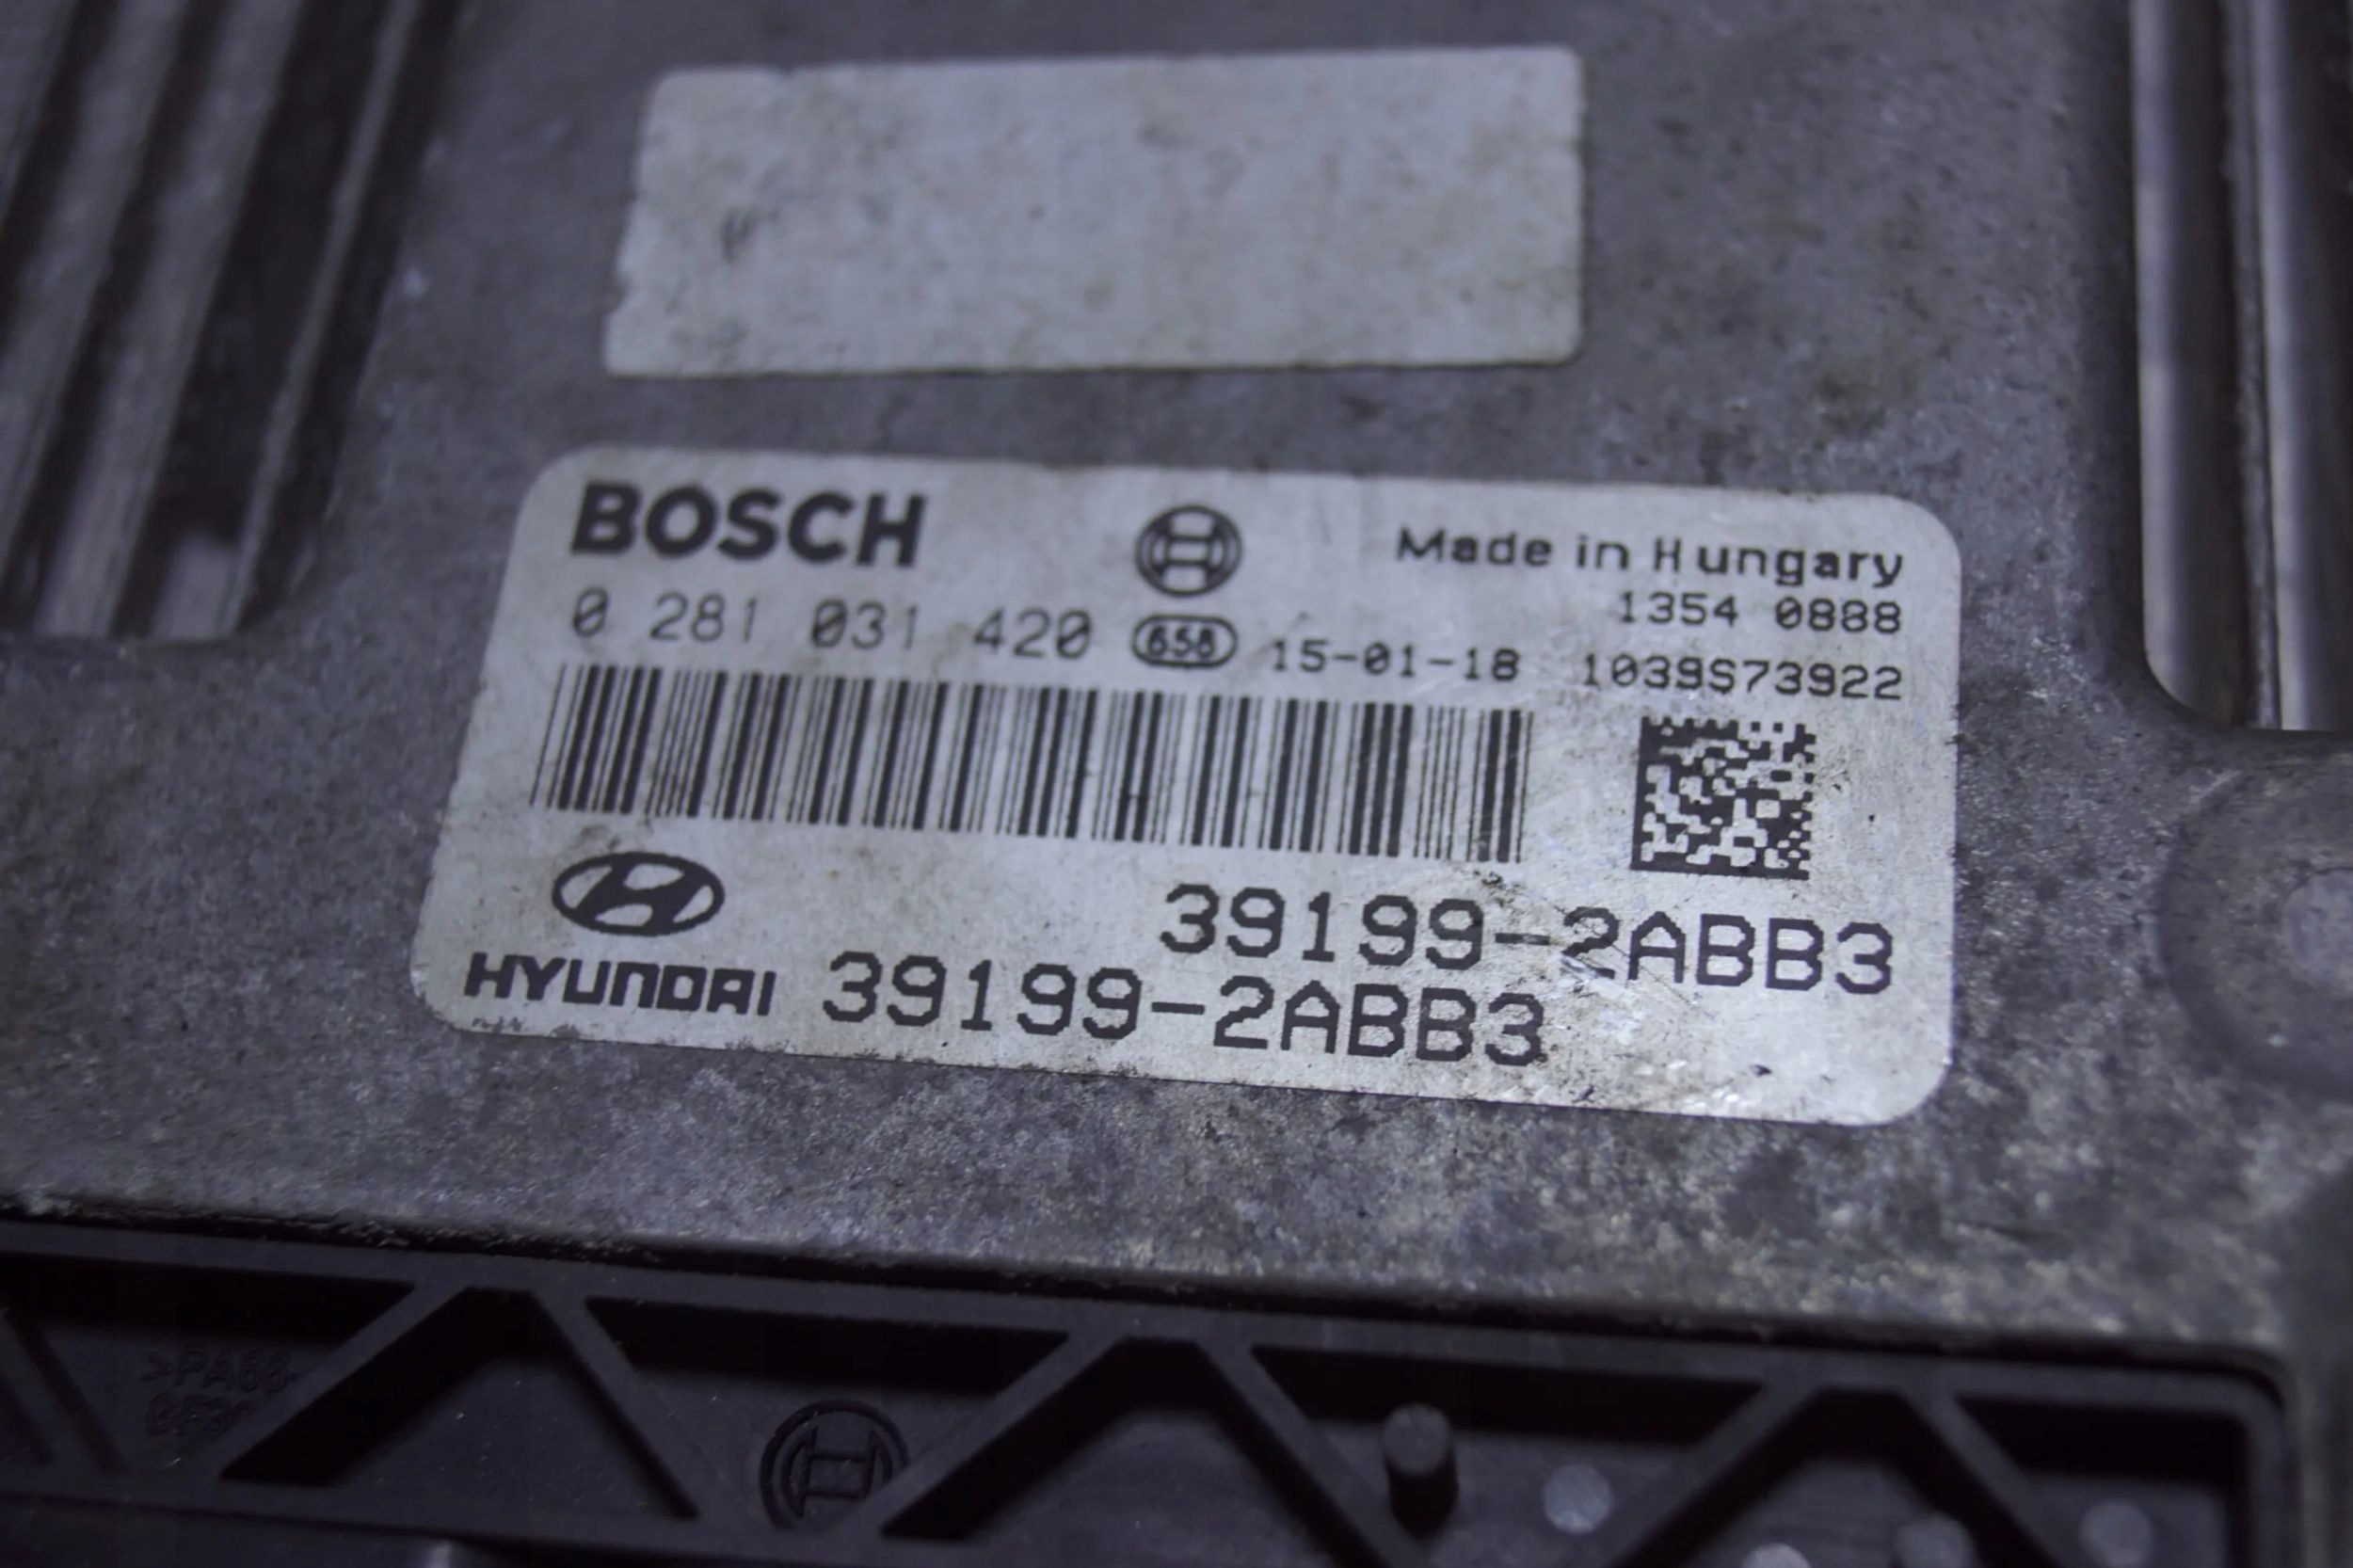 BOSCH
Made in Hungary
1354 0888
0 281 031 420 658 15-01-18 1039S73922
39199-2ABB3
HYUNDAI 39199-2ABB3